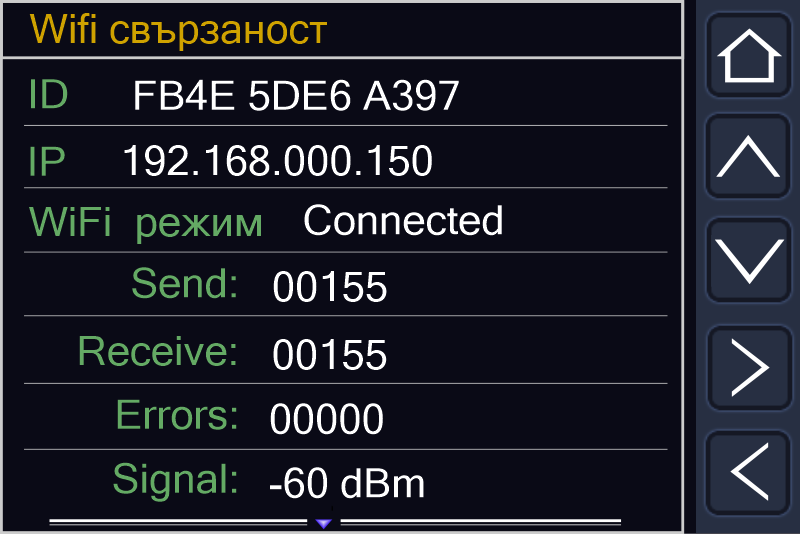 Wifi свързаност
ID FB4E 5DE6 A397
IP 192.168.000.150
WiFi режим Connected
Send: 00155
Receive: 00155
Errors: 00000
Signal: -60 dBm